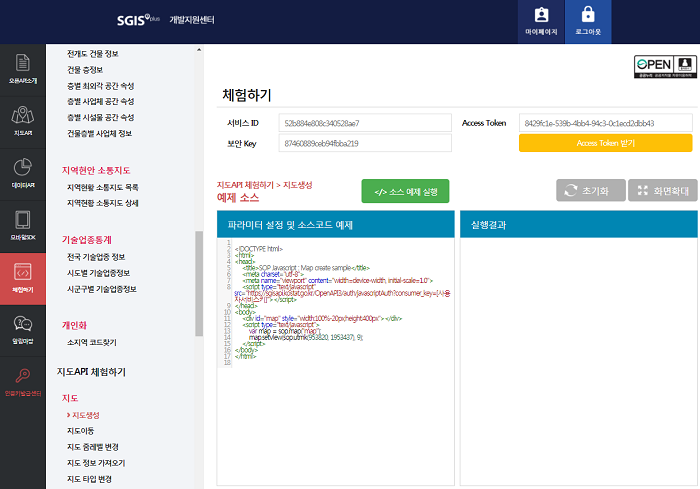 SGIS plus 개발지원센터
마이페이지
로그아웃
오픈API소개
지도API
데이터API
모바일SDK
체험하기
알림마당
인증키발급센터
전개도 건물 정보
건물 층정보
층별 최외각 공간 속성
층별 사업체 공간 속성
층별 시설물 공간 속성
건물층별 사업체 정보
지역현안 소통지도
지역현황 소통지도 목록
지역현황 소통지도 상세
기술업종통계
전국 기술업종 정보
시도별 기술업종정보
시군구별 기술업종정보
개인화
소지역 코드찾기
지도API 체험하기
지도
› 지도생성
지도이동
지도 줌레벨 변경
지도 정보 가져오기
지도 타입 변경
OPEN
체험하기
서비스 ID
52b884e808c340528ae7
Access Token
8429fc1e-539b-4bb4-94c3-0c1ecd2dbb43
보안 Key
87460889ceb94fbba219
Access Token 받기
지도API 체험하기 > 지도생성
예제 소스
</> 소스 예제 실행
초기화
화면확대
파라미터 설정 및 소스코드 예제
실행결과
1
2 <!DOCTYPE html>
3 <html>
4 <head>
5 <title>SOP Javascript : Map create sample</title>
6 <meta charset="utf-8">
7 <meta name="viewport" content="width=device-width, initial-scale=1.0">
8 <script type="text/javascript"
src="https://sgisapi.kostat.go.kr/OpenAPI3/auth/javascriptAuth?consumer_key=[사용
자서비스키]"></script>
9 </head>
10 <body>
11 <div id="map" style="width:100%-20px;height:400px"></div>
12 <script type="text/javascript">
13 var map = sop.map("map");
14 map.setView(sop.utmk(953820, 1953437), 9);
15 </script>
16 </body>
17 </html>
18